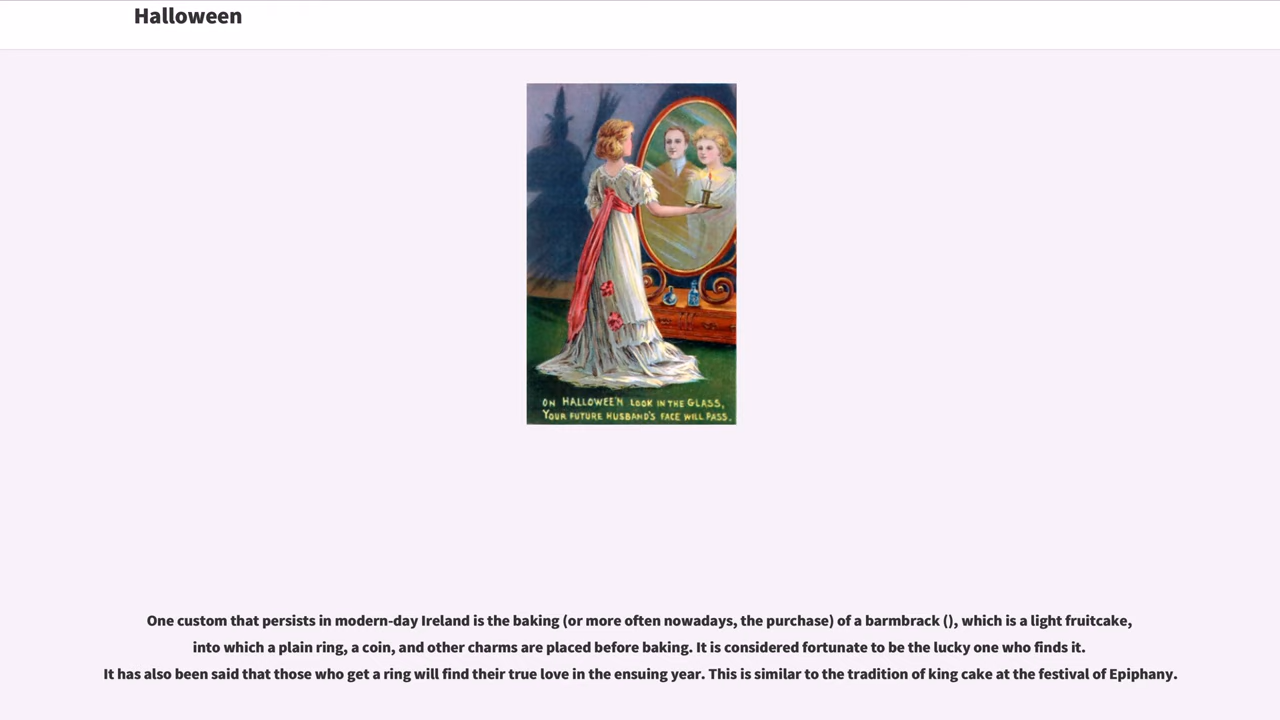 Halloween
ON HALLOWE'N LOOK IN THE GLASS,
YOUR FUTURE HUSBAND'S FACE WILL PASS.
One custom that persists in modern-day Ireland is the baking (or more often nowadays, the purchase) of a barmbrack (), which is a light fruitcake,
into which a plain ring, a coin, and other charms are placed before baking. It is considered fortunate to be the lucky one who finds it.
It has also been said that those who get a ring will find their true love in the ensuing year. This is similar to the tradition of king cake at the festival of Epiphany.